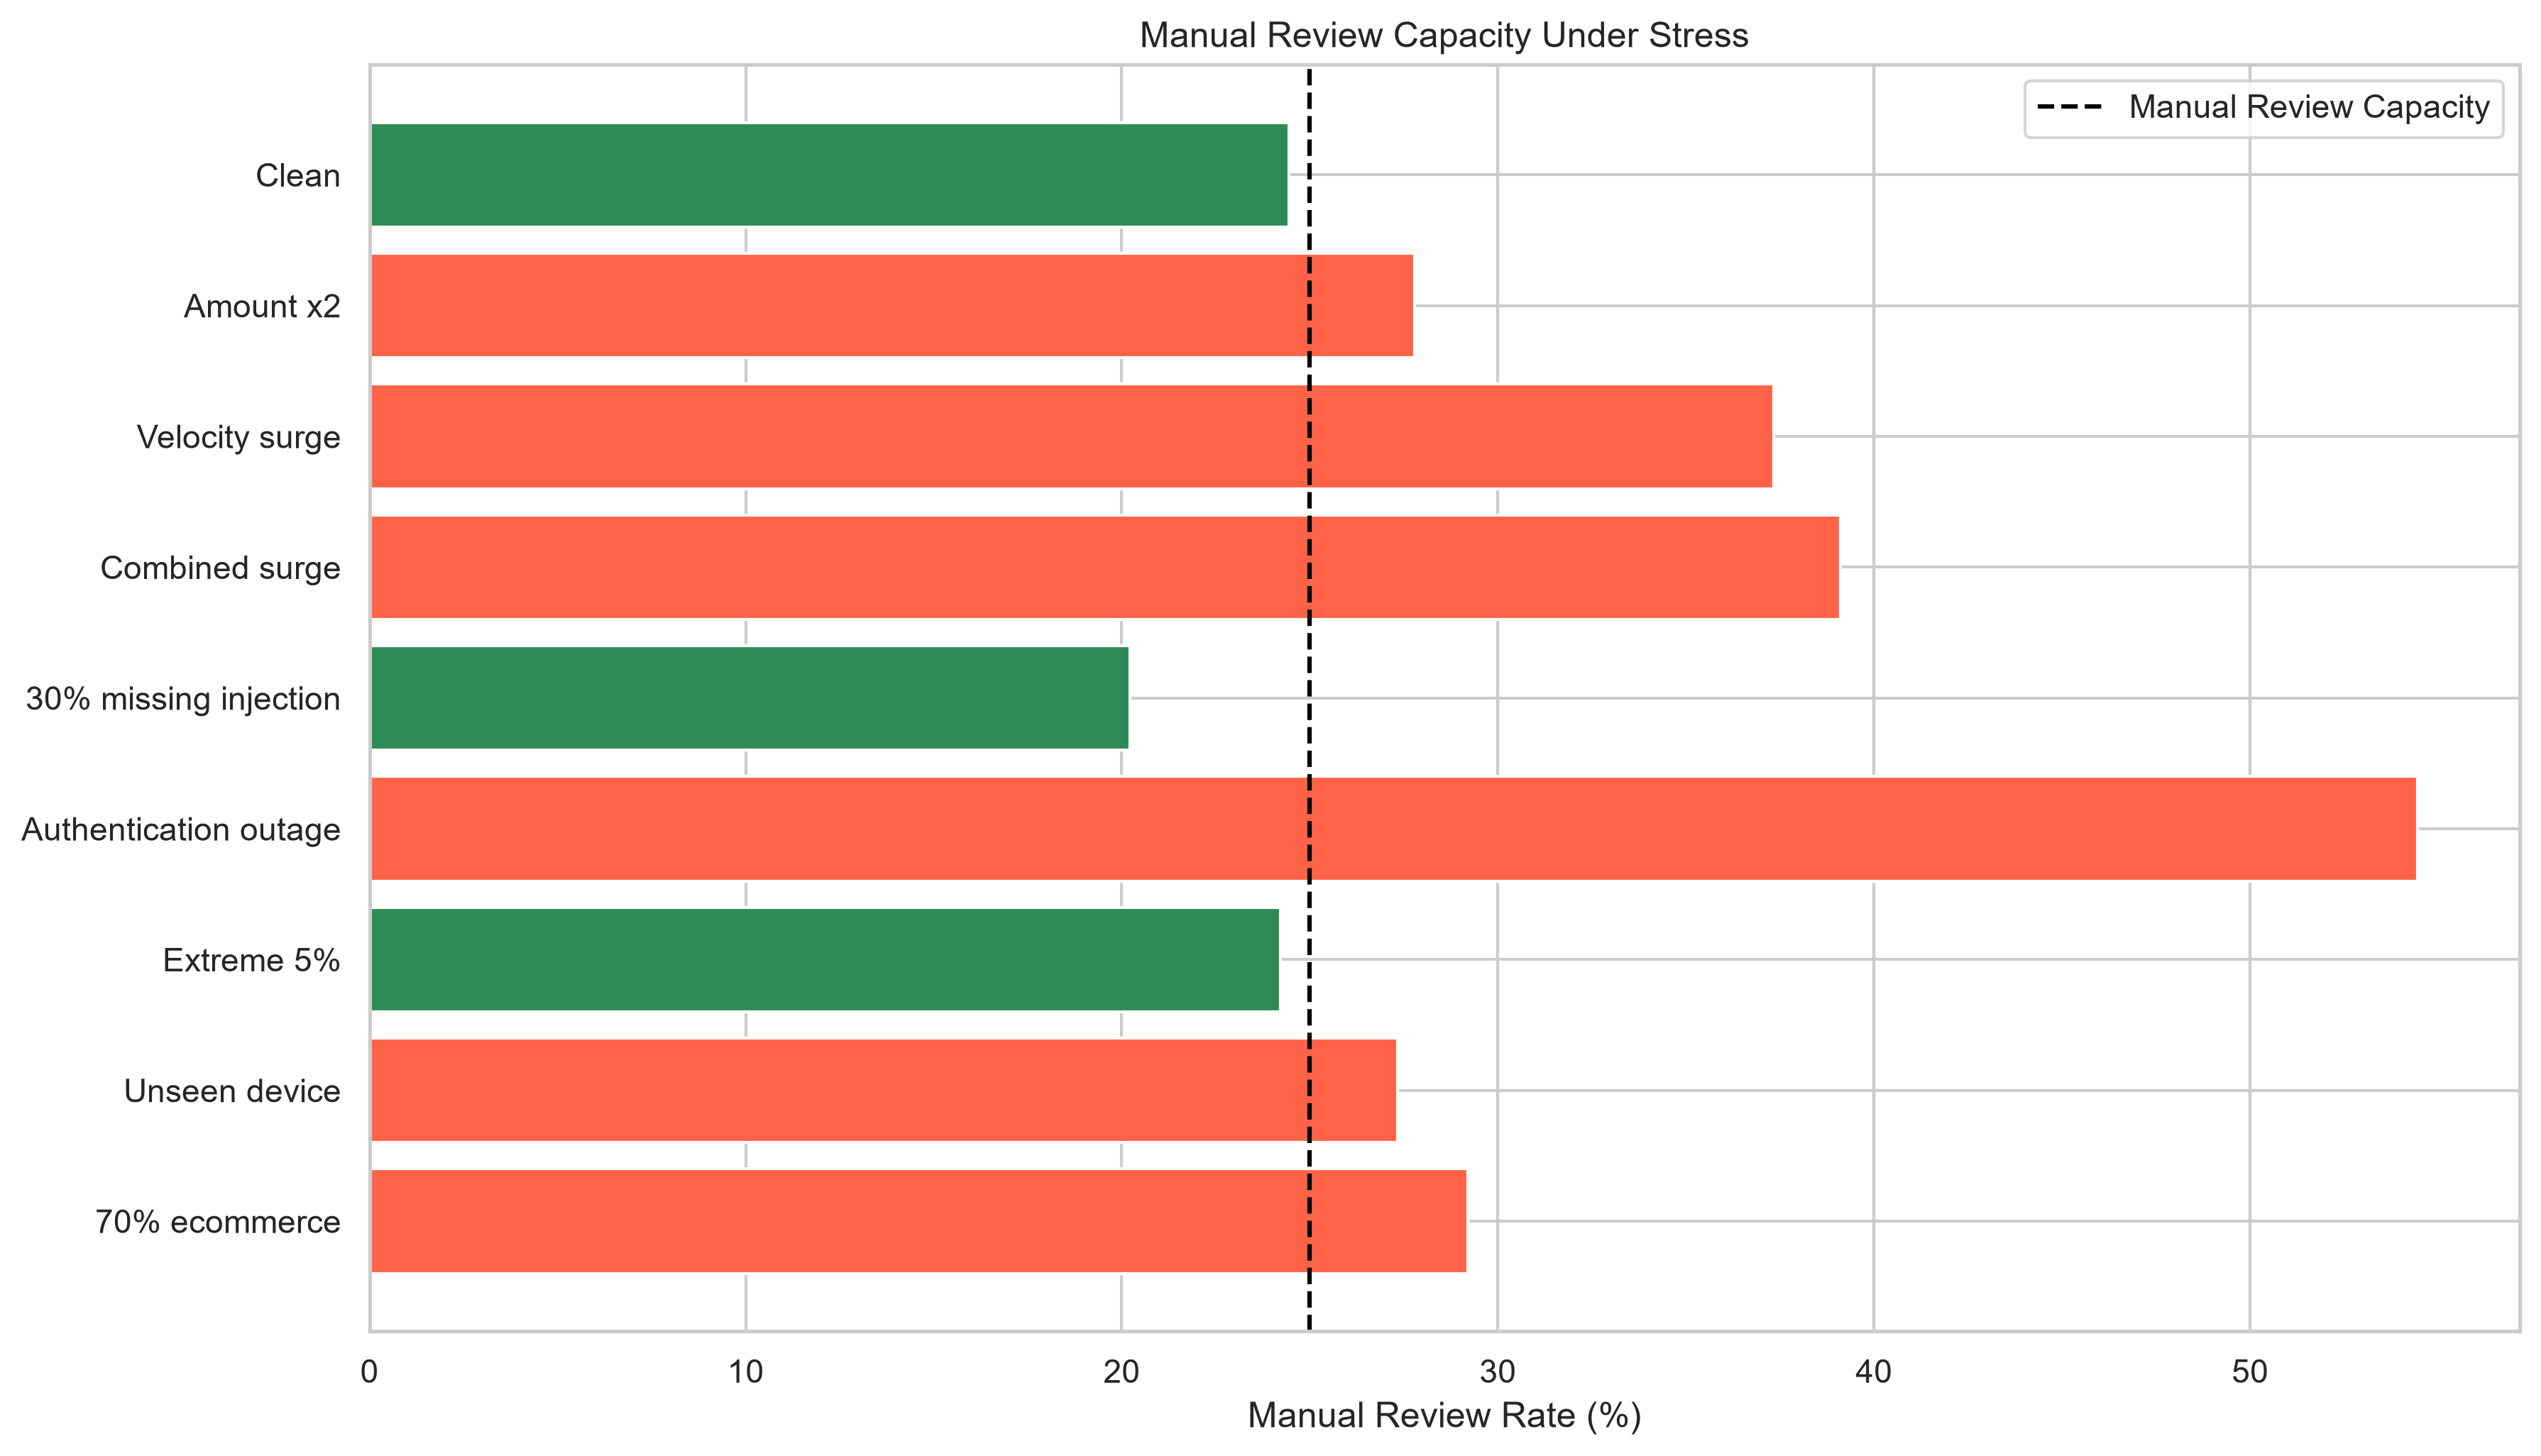 Manual Review Capacity Under Stress
Manual Review Capacity
Clean
Amount x2
Velocity surge
Combined surge
30% missing injection
Authentication outage
Extreme 5%
Unseen device
70% ecommerce
0 10 20 30 40 50
Manual Review Rate (%)